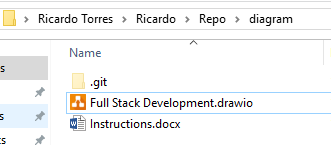 Ricardo Torres > Ricardo > Repo > diagram
Name
.git
Full Stack Development.drawio
Instructions.docx